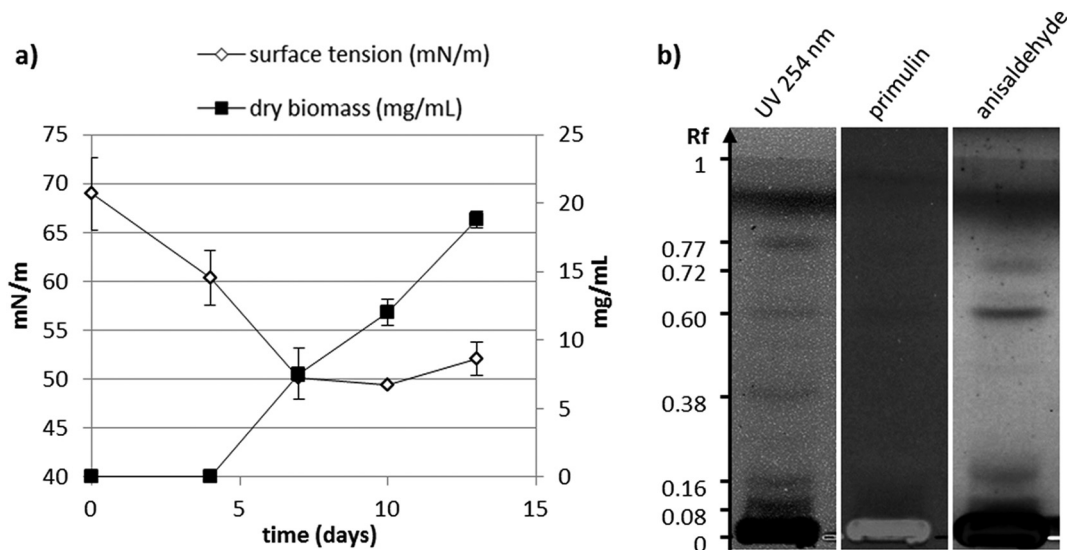 a)
surface tension (mN/m)
dry biomass (mg/mL)
75
70
65
60
55
50
45
40
mN/m
25
20
15
10
5
0
mg/mL
0
5
10
15
time (days)
b)
UV 254 nm
primulin
anisaldehyde
Rf
1
0.77
0.72
0.60
0.38
0.16
0.08
0